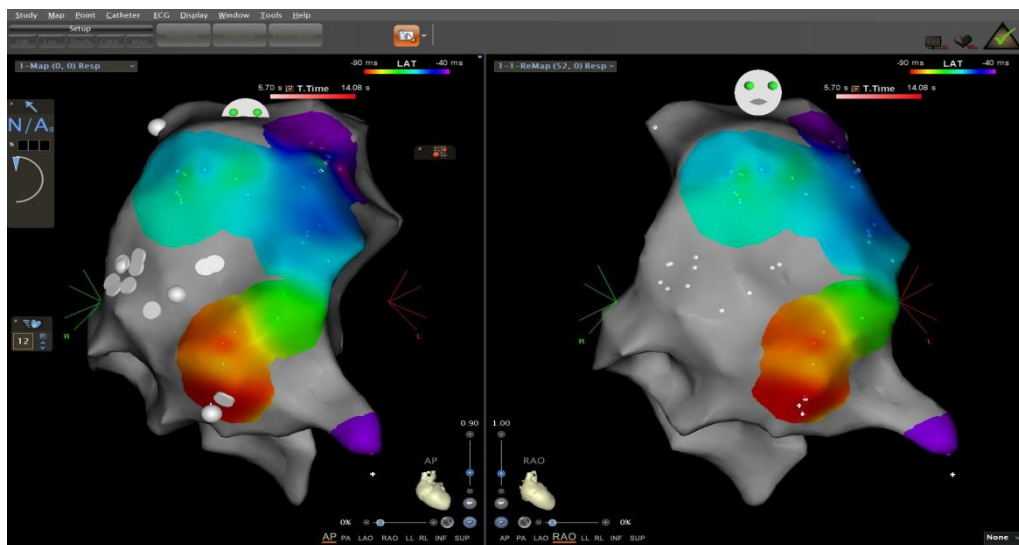 Study Map Point Catheter ECG Display Window Tools Help
Setup
Study Cath. Map
1-Map (0, 0) Resp
-90 ms LAT -40 ms
5.70 s T.Time 14.08 s
N/A
R
L
12
0.90
AP
0%
AP PA LAO RAO LL RL INF SUP
1-1-ReMap (52, 0) Resp
-90 ms LAT -40 ms
5.70 s T.Time 14.08 s
R
L
1.00
RAO
0%
AP PA LAO RAO LL RL INF SUP
None